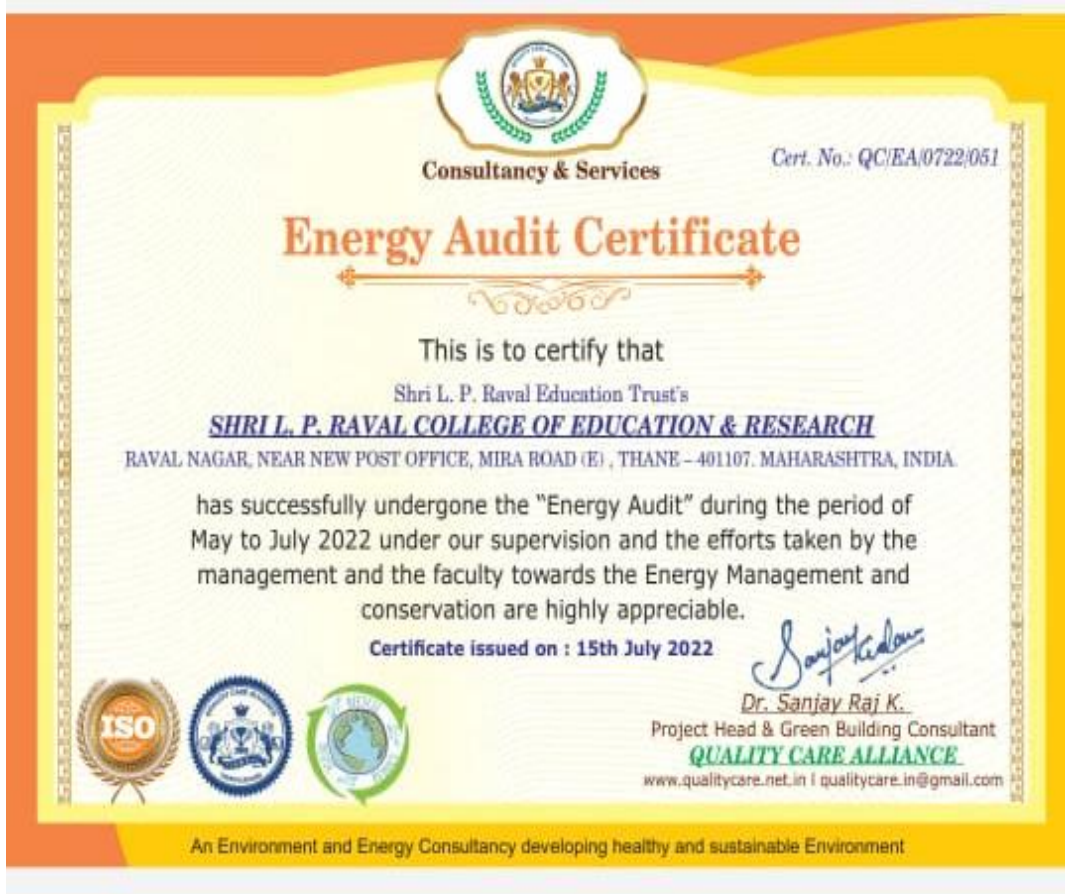 Consultancy & Services
Cert. No.: QC/EA/0722/051
Energy Audit Certificate
This is to certify that
Shri L. P. Raval Education Trust's
SHRI L. P. RAVAL COLLEGE OF EDUCATION & RESEARCH
RAVAL NAGAR, NEAR NEW POST OFFICE, MIRA ROAD (E) , THANE – 401107. MAHARASHTRA, INDIA.
has successfully undergone the “Energy Audit” during the period of
May to July 2022 under our supervision and the efforts taken by the
management and the faculty towards the Energy Management and
conservation are highly appreciable.
Certificate issued on : 15th July 2022
ISO
Dr. Sanjay Raj K.
Project Head & Green Building Consultant
QUALITY CARE ALLIANCE
www.qualitycare.net.in I qualitycare.in@gmail.com
An Environment and Energy Consultancy developing healthy and sustainable Environment